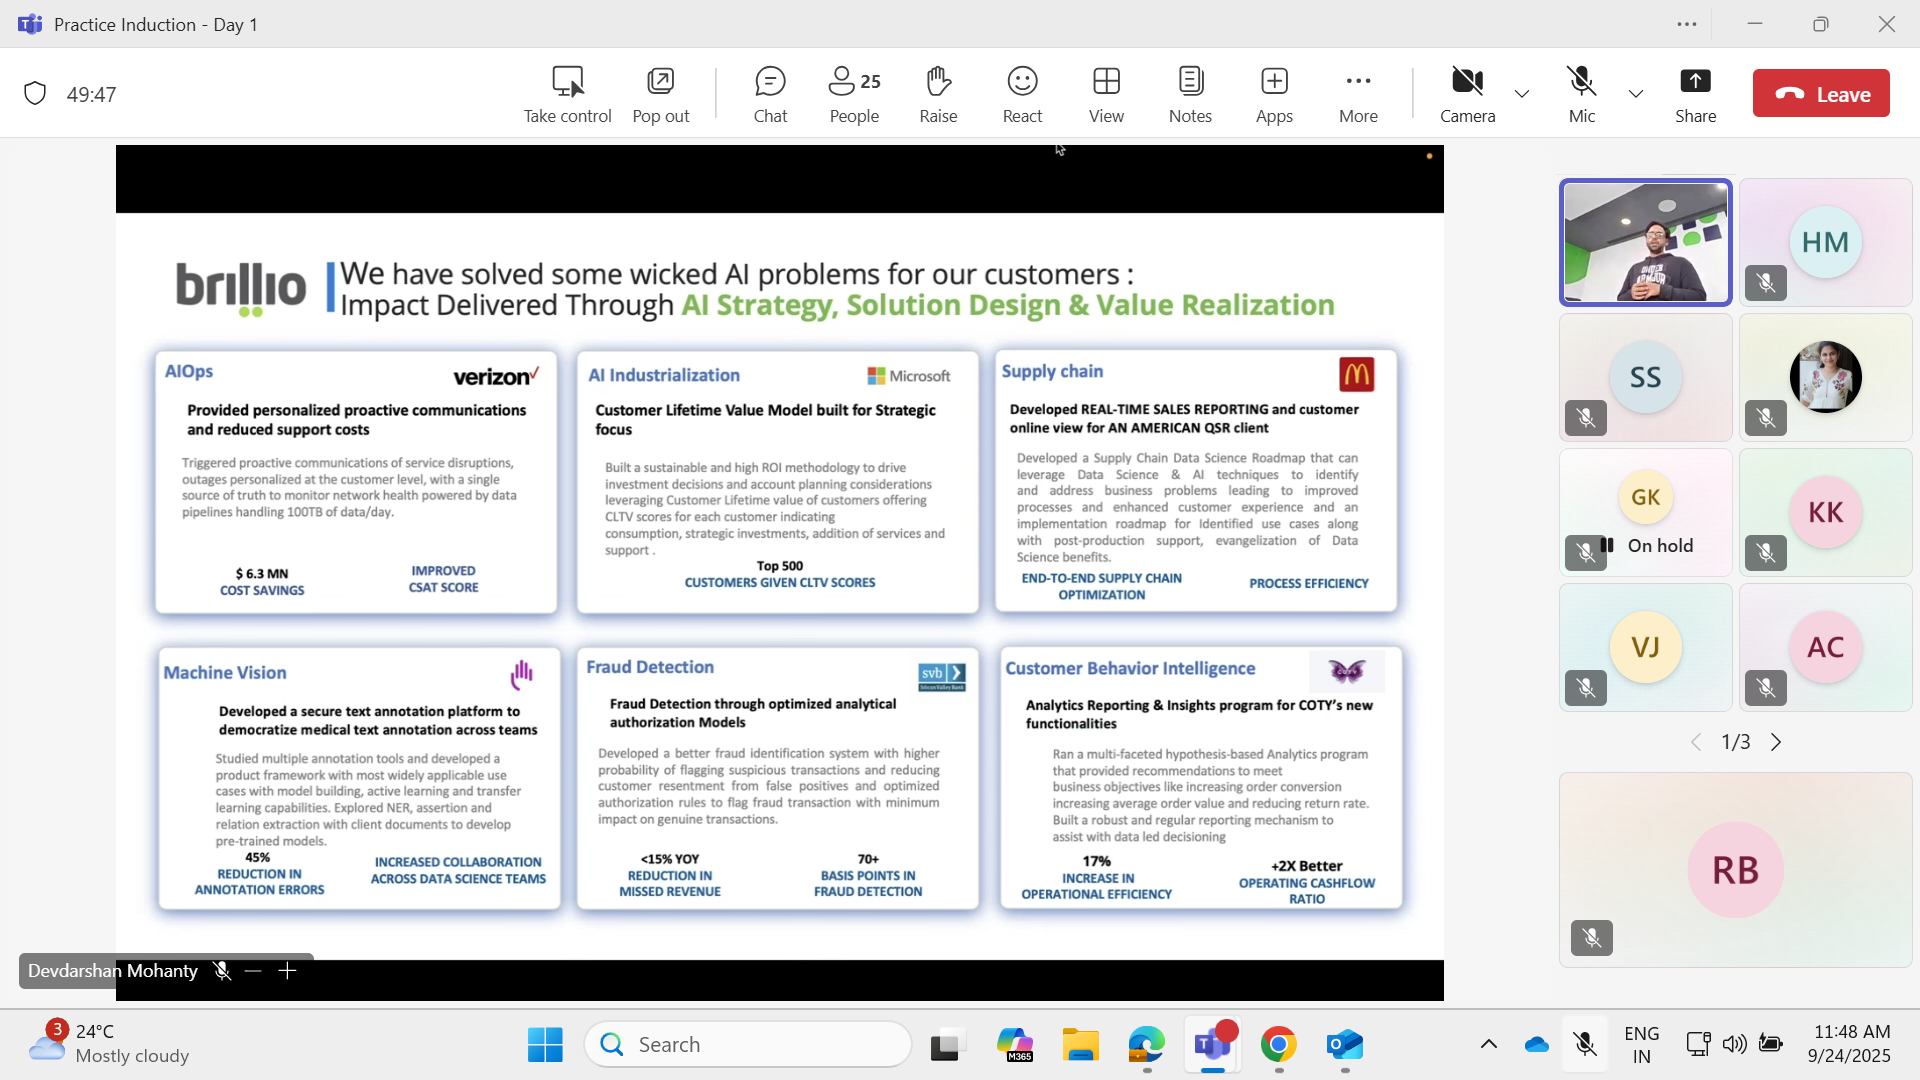 Practice Induction - Day 1
49:47
Take control
Pop out
Chat
25
People
Raise
React
View
Notes
Apps
More
Camera
Mic
Share
Leave
brillio
We have solved some wicked AI problems for our customers :
Impact Delivered Through AI Strategy, Solution Design & Value Realization
AIOps
verizon
Provided personalized proactive communications
and reduced support costs
Triggered proactive communications of service disruptions,
outages personalized at the customer level, with a single
source of truth to monitor network health powered by data
pipelines handling 100TB of data/day.
$ 6.3 MN
COST SAVINGS
IMPROVED
CSAT SCORE
AI Industrialization
Microsoft
Customer Lifetime Value Model built for Strategic
focus
Built a sustainable and high ROI methodology to drive
investment decisions and account planning considerations
leveraging Customer Lifetime value of customers offering
CLTV scores for each customer indicating
consumption, strategic investments, addition of services and
support .
Top 500
CUSTOMERS GIVEN CLTV SCORES
Supply chain
Developed REAL-TIME SALES REPORTING and customer
online view for AN AMERICAN QSR client
Developed a Supply Chain Data Science Roadmap that can
leverage Data Science & AI techniques to identify
and address business problems leading to improved
processes and enhanced customer experience and an
implementation roadmap for Identified use cases along
with post-production support, evangelization of Data
Science benefits.
END-TO-END SUPPLY CHAIN
OPTIMIZATION
PROCESS EFFICIENCY
Machine Vision
Developed a secure text annotation platform to
democratize medical text annotation across teams
Studied multiple annotation tools and developed a
product framework with most widely applicable use
cases with model building, active learning and transfer
learning capabilities. Explored NER, assertion and
relation extraction with client documents to develop
pre-trained models.
45%
REDUCTION IN
ANNOTATION ERRORS
INCREASED COLLABORATION
ACROSS DATA SCIENCE TEAMS
Fraud Detection
svb
Silicon Valley Bank
Fraud Detection through optimized analytical
authorization Models
Developed a better fraud identification system with higher
probability of flagging suspicious transactions and reducing
customer resentment from false positives and optimized
authorization rules to flag fraud transaction with minimum
impact on genuine transactions.
<15% YOY
REDUCTION IN
MISSED REVENUE
70+
BASIS POINTS IN
FRAUD DETECTION
Customer Behavior Intelligence
COTY
Analytics Reporting & Insights program for COTY's new
functionalities
Ran a multi-faceted hypothesis-based Analytics program
that provided recommendations to meet
business objectives like increasing order conversion
increasing average order value and reducing return rate.
Built a robust and regular reporting mechanism to
assist with data led decisioning
17%
INCREASE IN
OPERATIONAL EFFICIENCY
+2X Better
OPERATING CASHFLOW
RATIO
Devdarshan Mohanty
HM
SS
GK
On hold
KK
VJ
AC
1/3
RB
3
24°C
Mostly cloudy
Search
M365
ENG
IN
11:48 AM
9/24/2025